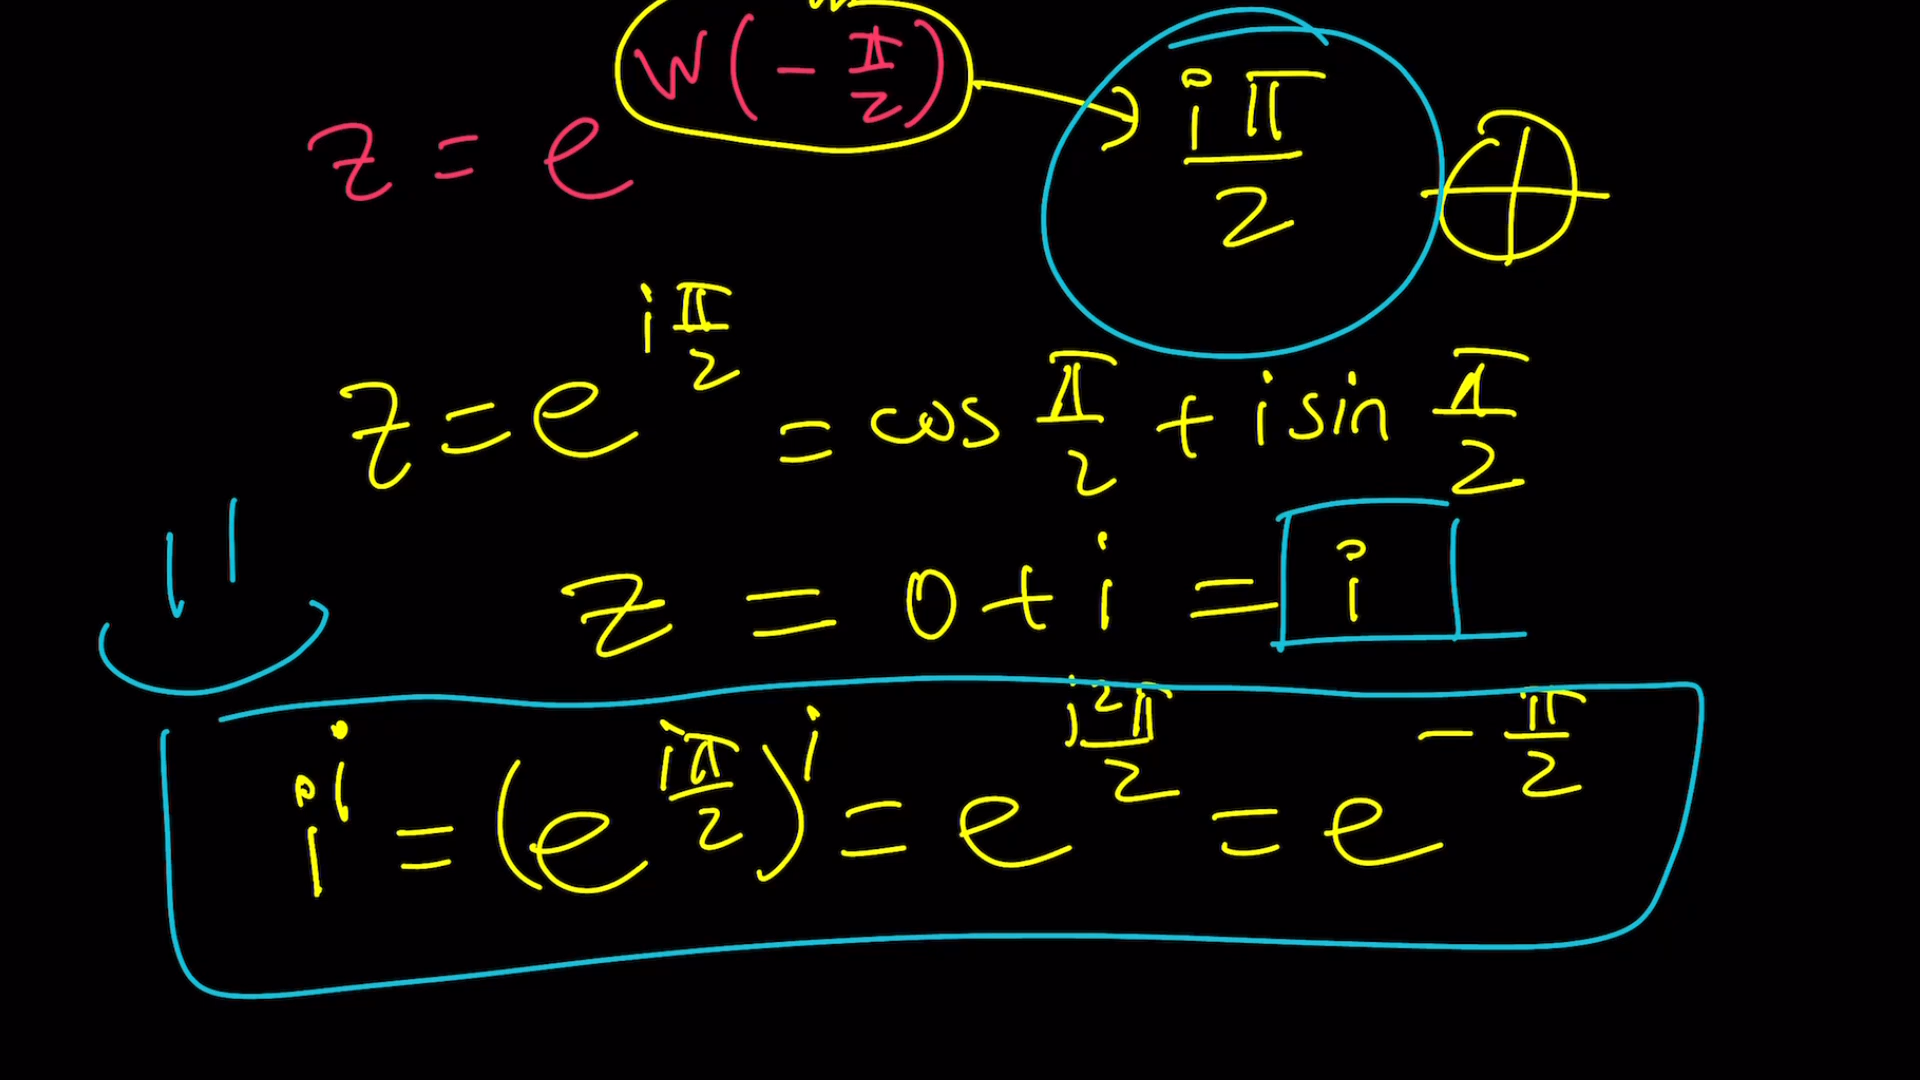 z = e^{W(-π/2)} → iπ/2
z = e^{iπ/2} = cos π/2 + i sin π/2
z = 0 + i = i
i^i = (e^{iπ/2})^i = e^{i²π/2} = e^{-π/2}